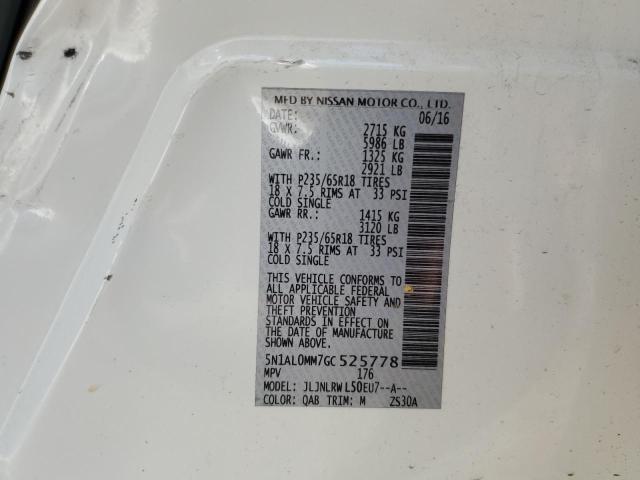 MFD BY NISSAN MOTOR CO., LTD.
DATE: 06/16
GVWR: 2715 KG
5986 LB
GAWR FR.: 1325 KG
2921 LB
WITH P235/65R18 TIRES
18 X 7.5 RIMS AT 33 PSI
COLD SINGLE
GAWR RR.: 1415 KG
3120 LB
WITH P235/65R18 TIRES
18 X 7.5 RIMS AT 33 PSI
COLD SINGLE
THIS VEHICLE CONFORMS TO
ALL APPLICABLE FEDERAL
MOTOR VEHICLE SAFETY AND
THEFT PREVENTION
STANDARDS IN EFFECT ON THE
DATE OF MANUFACTURE
SHOWN ABOVE.
5N1AL0MM7GC525778
MPV 176
MODEL: JLJNLRWL50EU7--A--
COLOR: QAB TRIM: M ZS30A